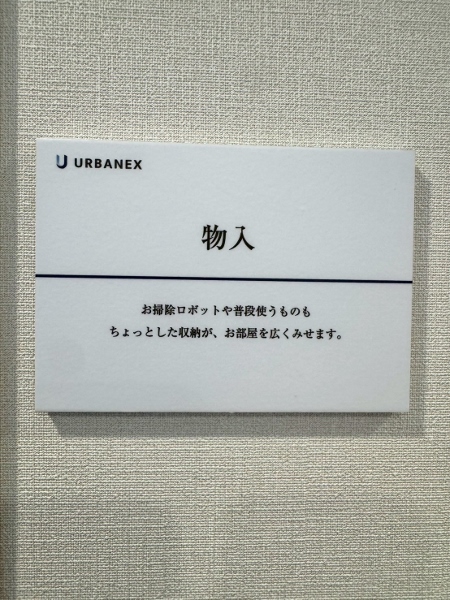 URBANEX
物入
お掃除ロボットや普段使うものも
ちょっとした収納が、お部屋を広くみせます。